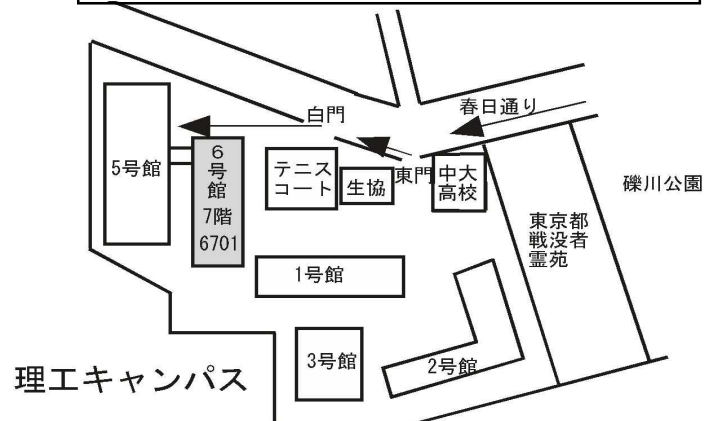 白門
春日通り
5号館
6
号
館
7階
6701
テニス
コート
生協
東門
中大
高校
礫川公園
東京都
戦没者
霊苑
1号館
3号館
2号館
理工キャンパス